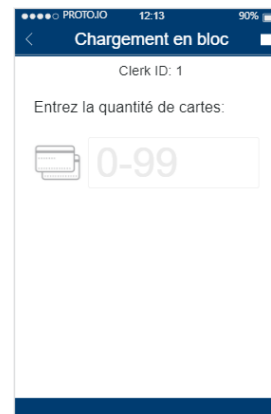 PROTO.IO 12:13 90%
Chargement en bloc
Clerk ID: 1
Entrez la quantité de cartes:
0-99